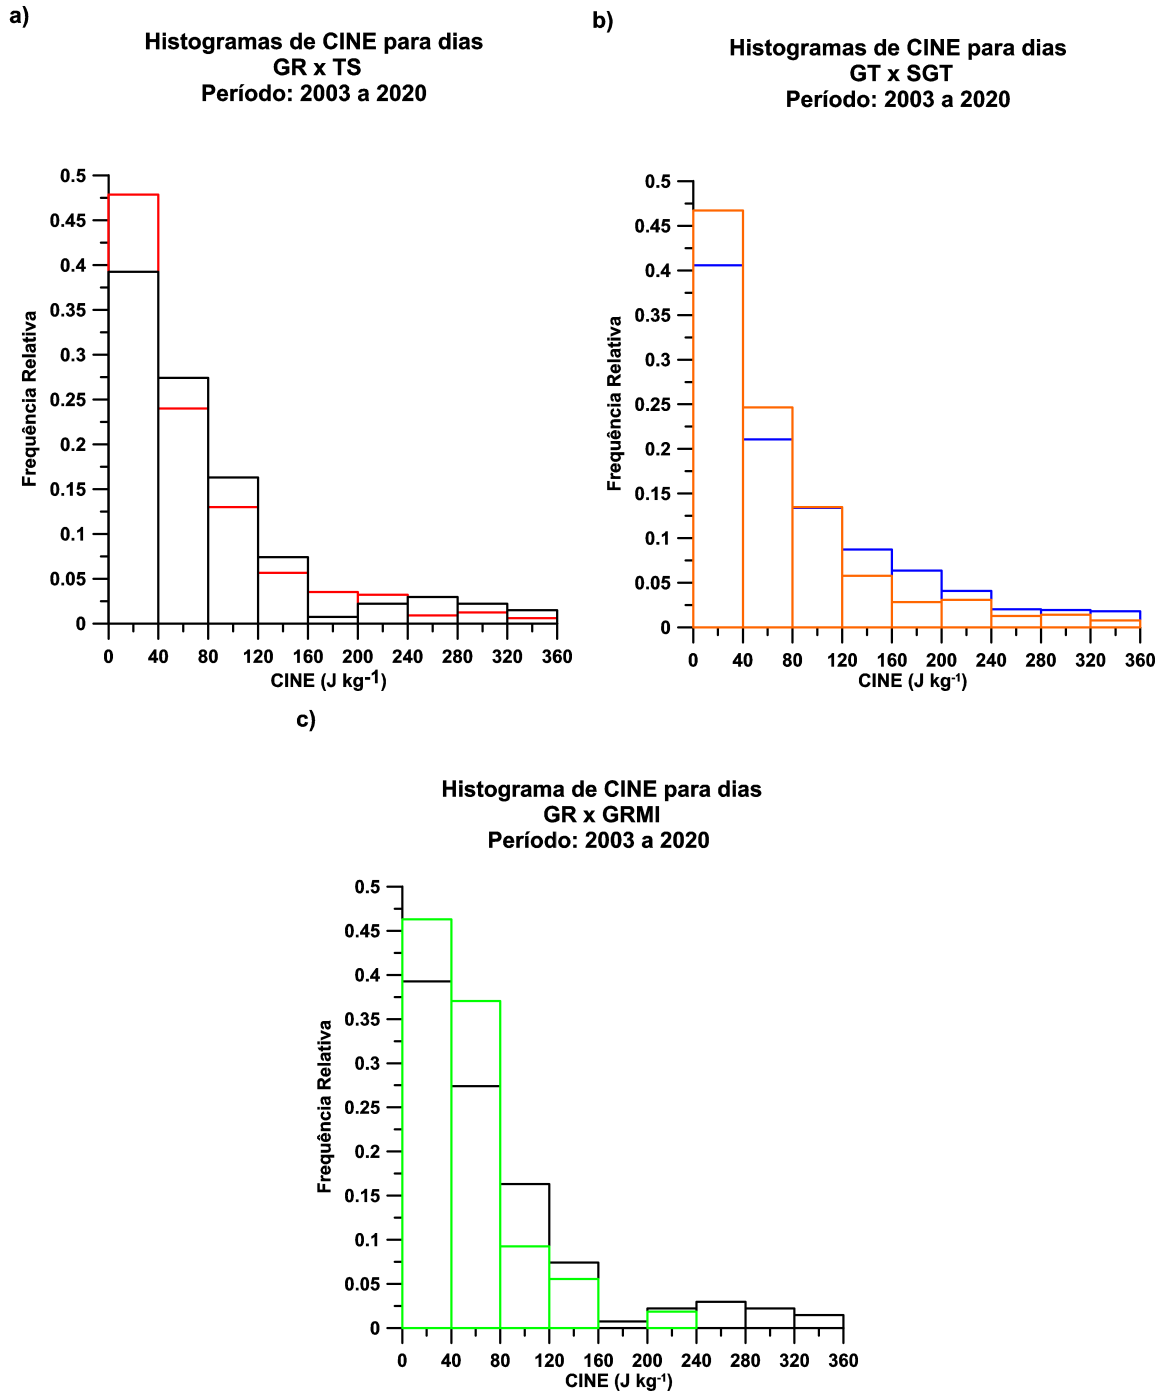 a)
Histogramas de CINE para dias
GR x TS
Período: 2003 a 2020
0.5
0.45
0.4
0.35
0.3
0.25
0.2
0.15
0.1
0.05
0
Frequência Relativa
0 40 80 120 160 200 240 280 320 360
CINE (J kg-1)
b)
Histogramas de CINE para dias
GT x SGT
Período: 2003 a 2020
0.5
0.45
0.4
0.35
0.3
0.25
0.2
0.15
0.1
0.05
0
Frequência Relativa
0 40 80 120 160 200 240 280 320 360
CINE (J kg-1)
c)
Histograma de CINE para dias
GR x GRMI
Período: 2003 a 2020
0.5
0.45
0.4
0.35
0.3
0.25
0.2
0.15
0.1
0.05
0
Frequência Relativa
0 40 80 120 160 200 240 280 320 360
CINE (J kg-1)